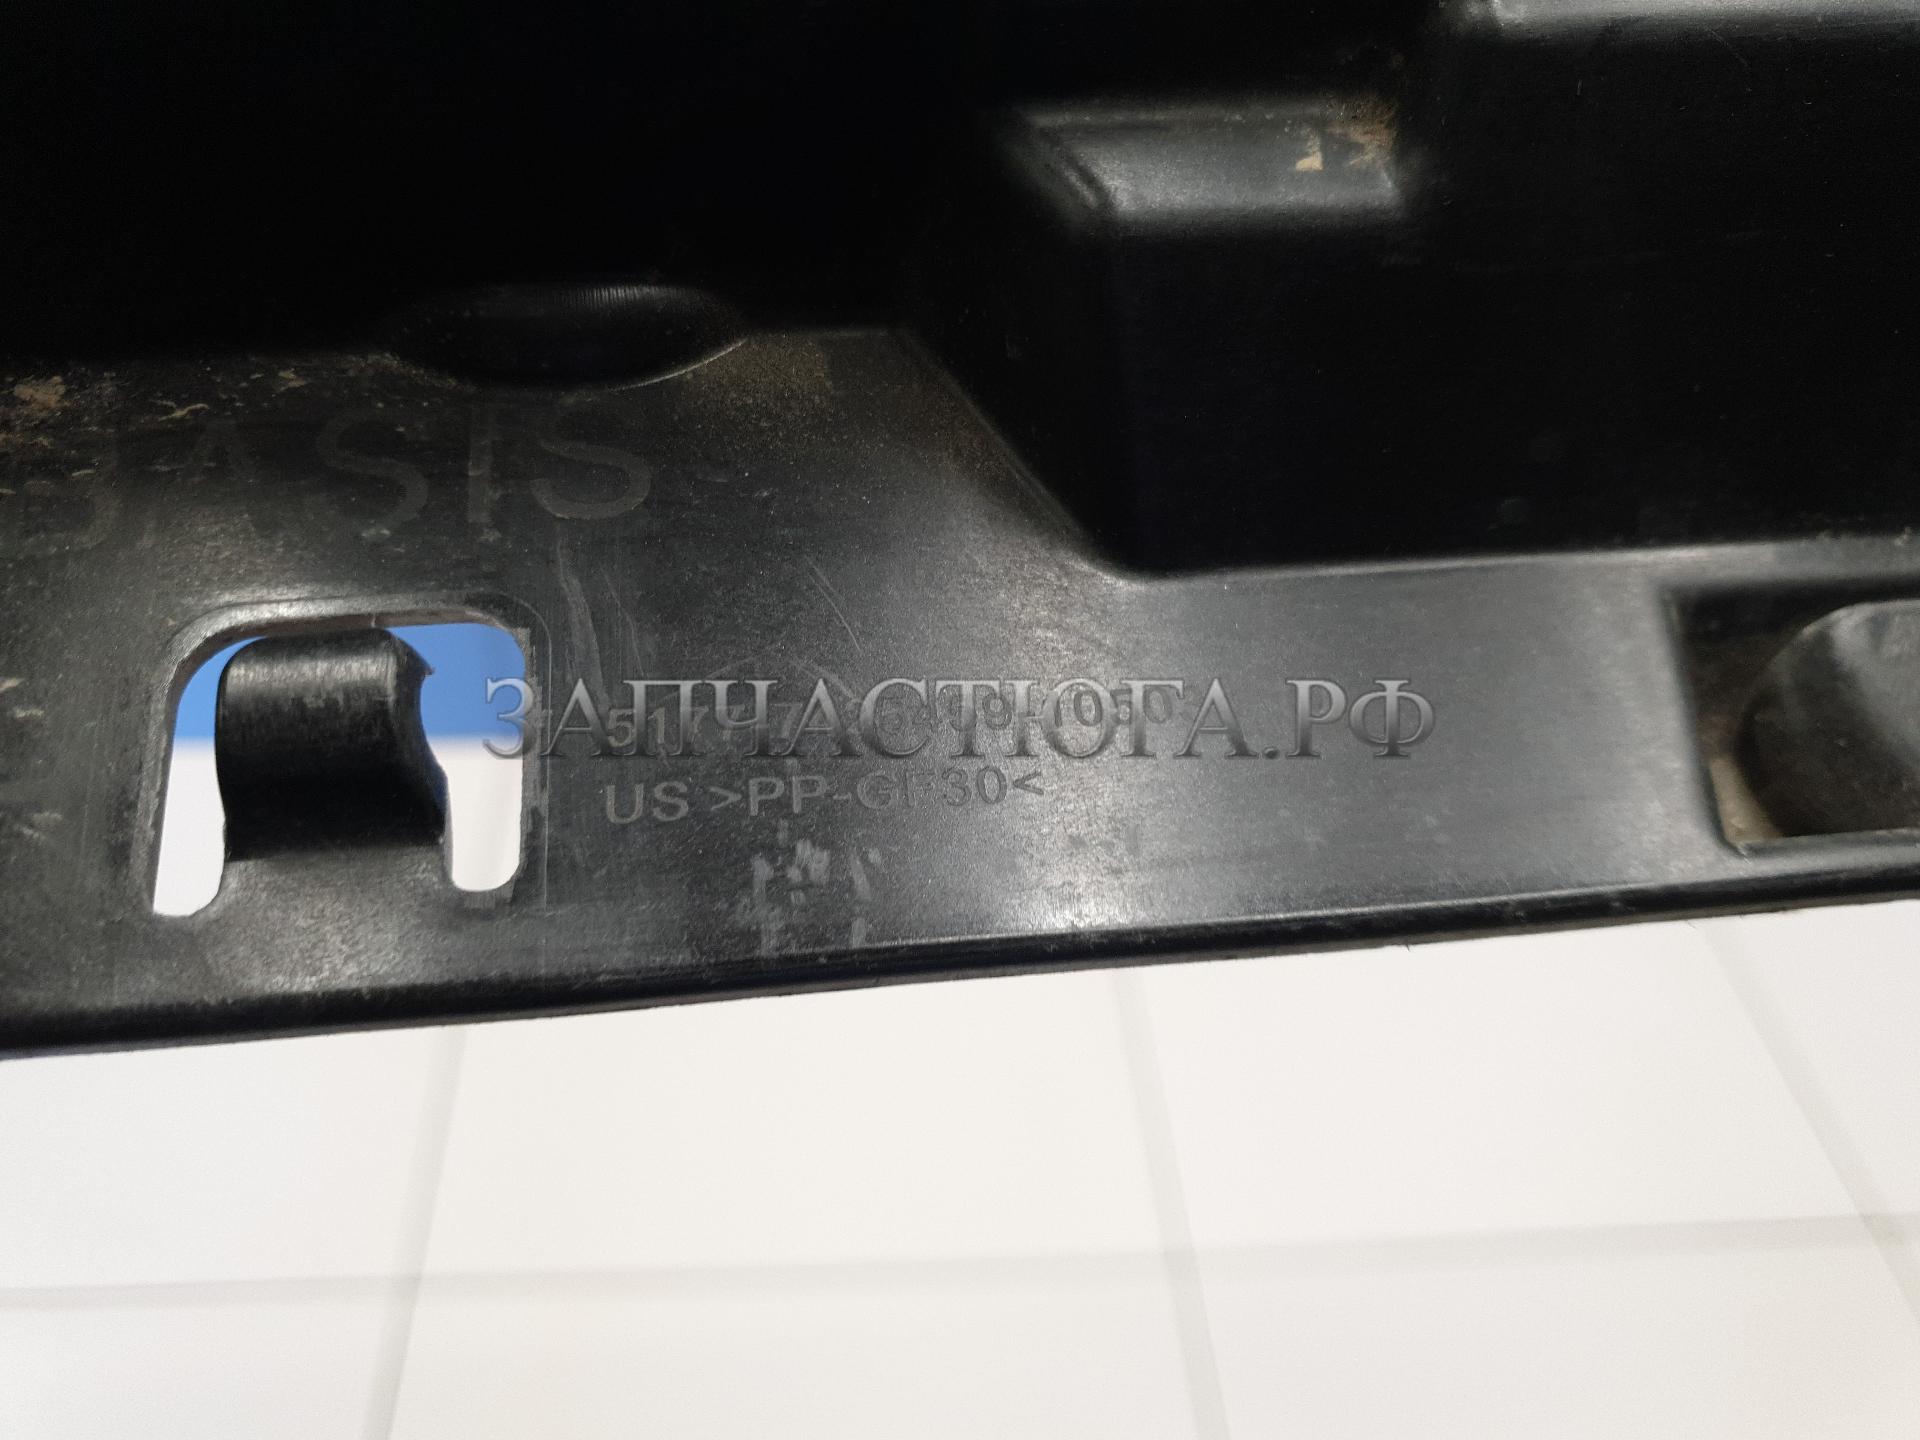 BASIS
ЗАПЧАСТЮГА.РФ
US >PP-GF30<